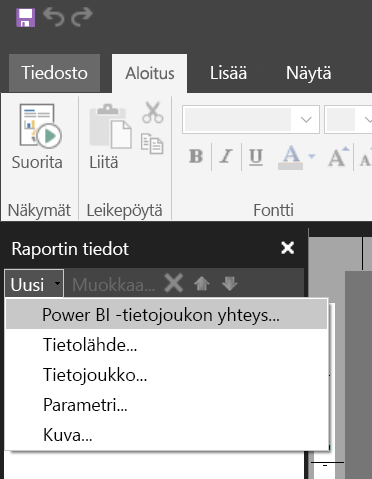 Tiedosto Aloitus Lisää Näytä
Suorita Liitä
B I U A A A
Näkymät Leikepöytä Fontti
Raportin tiedot
Uusi Muokkaa...
Power BI -tietojoukon yhteys...
Tietolähde...
Tietojoukko...
Parametri...
Kuva...